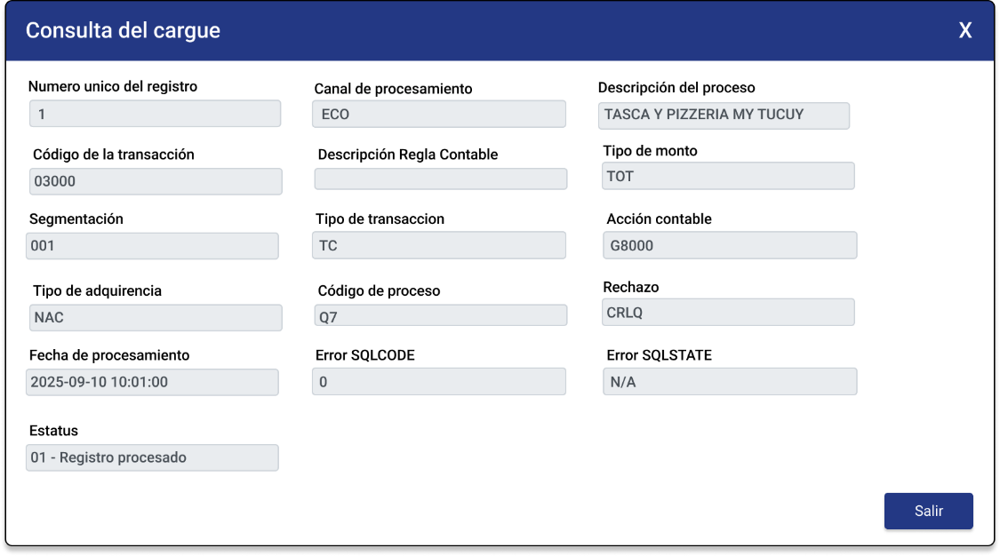 Consulta del cargue
X
Numero unico del registro
Canal de procesamiento
Descripción del proceso
1
ECO
TASCA Y PIZZERIA MY TUCUY
Código de la transacción
Descripción Regla Contable
Tipo de monto
03000
TOT
Segmentación
Tipo de transaccion
Acción contable
001
TC
G8000
Tipo de adquirencia
Código de proceso
Rechazo
NAC
Q7
CRLQ
Fecha de procesamiento
Error SQLCODE
Error SQLSTATE
2025-09-10 10:01:00
0
N/A
Estatus
01 - Registro procesado
Salir